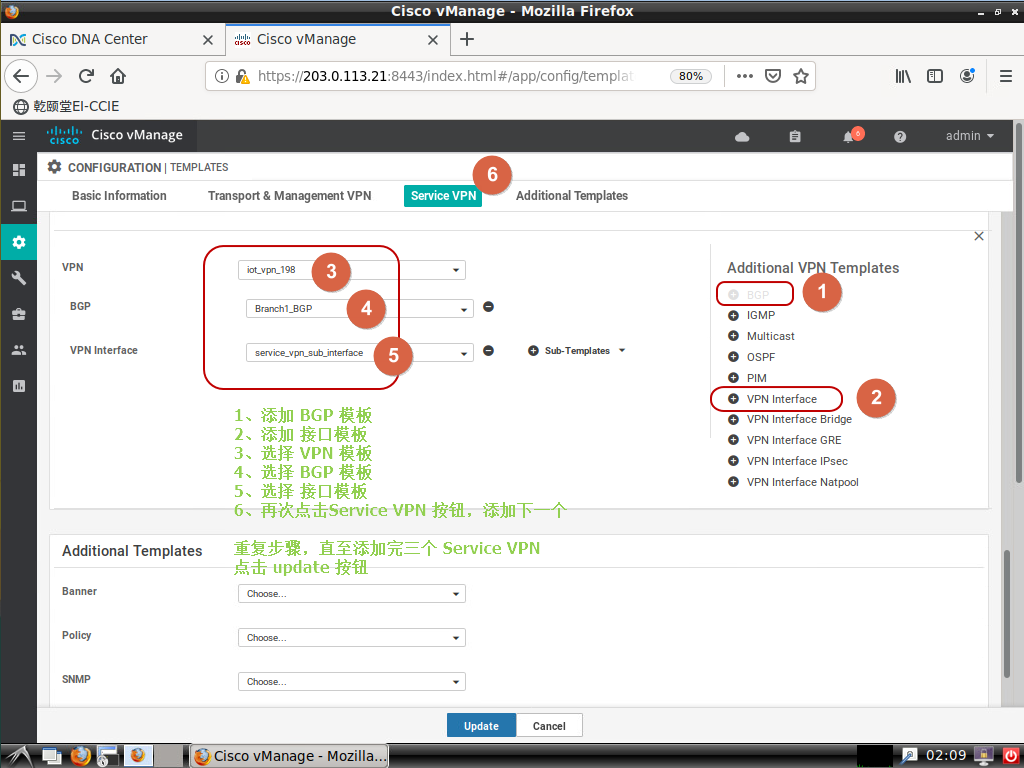 Cisco vManage - Mozilla Firefox
Cisco DNA Center
Cisco vManage
https://203.0.113.21:8443/index.html#/app/config/templat
80%
乾颐堂EI-CCIE
cisco
Cisco vManage
6
admin
CONFIGURATION | TEMPLATES
6
Basic Information
Transport & Management VPN
Service VPN
Additional Templates
VPN
iot_vpn_198
3
BGP
Branch1_BGP
4
VPN Interface
service_vpn_sub_interface
5
Sub-Templates
Additional VPN Templates
BGP
1
IGMP
Multicast
OSPF
PIM
VPN Interface
2
VPN Interface Bridge
VPN Interface GRE
VPN Interface IPsec
VPN Interface Natpool
1、添加 BGP 模板
2、添加 接口模板
3、选择 VPN 模板
4、选择 BGP 模板
5、选择 接口模板
6、再次点击Service VPN 按钮，添加下一个
重复步骤，直至添加完三个 Service VPN
点击 update 按钮
Additional Templates
Banner
Choose...
Policy
Choose...
SNMP
Choose...
Update
Cancel
Cisco vManage - Mozilla...
02:09